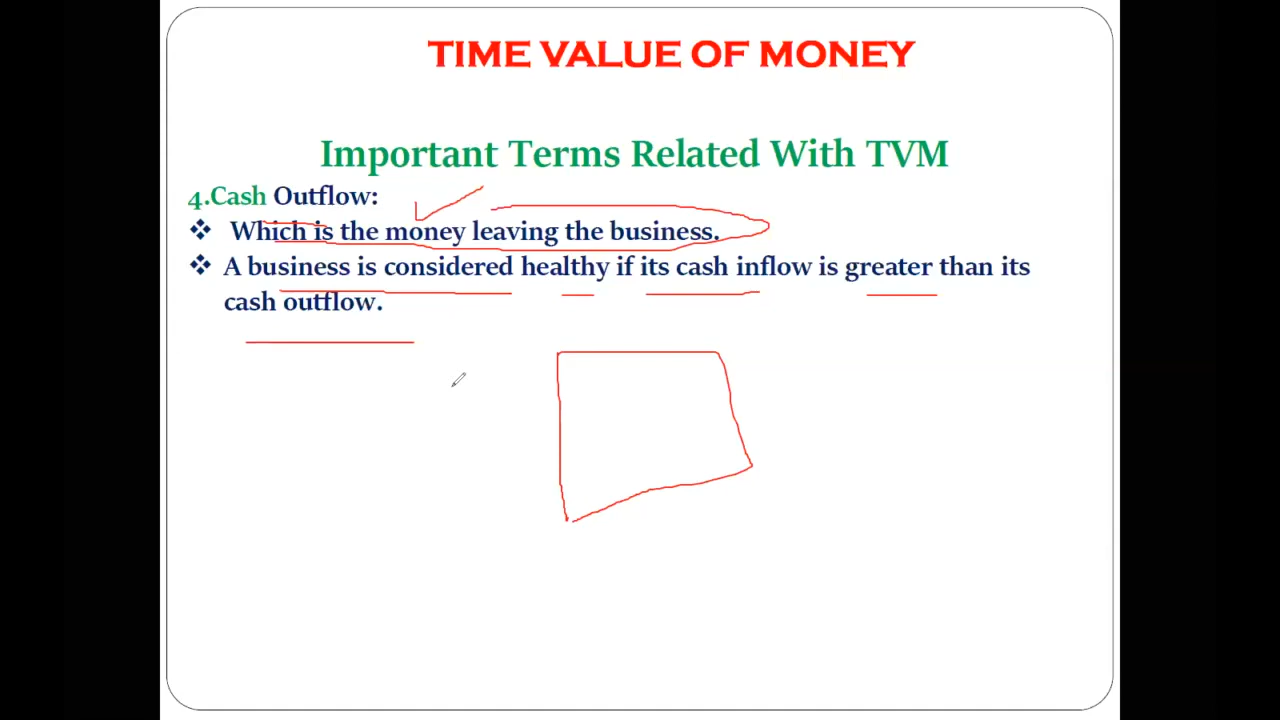 TIME VALUE OF MONEY
Important Terms Related With TVM
4.Cash Outflow:
❖ Which is the money leaving the business.
❖ A business is considered healthy if its cash inflow is greater than its
cash outflow.